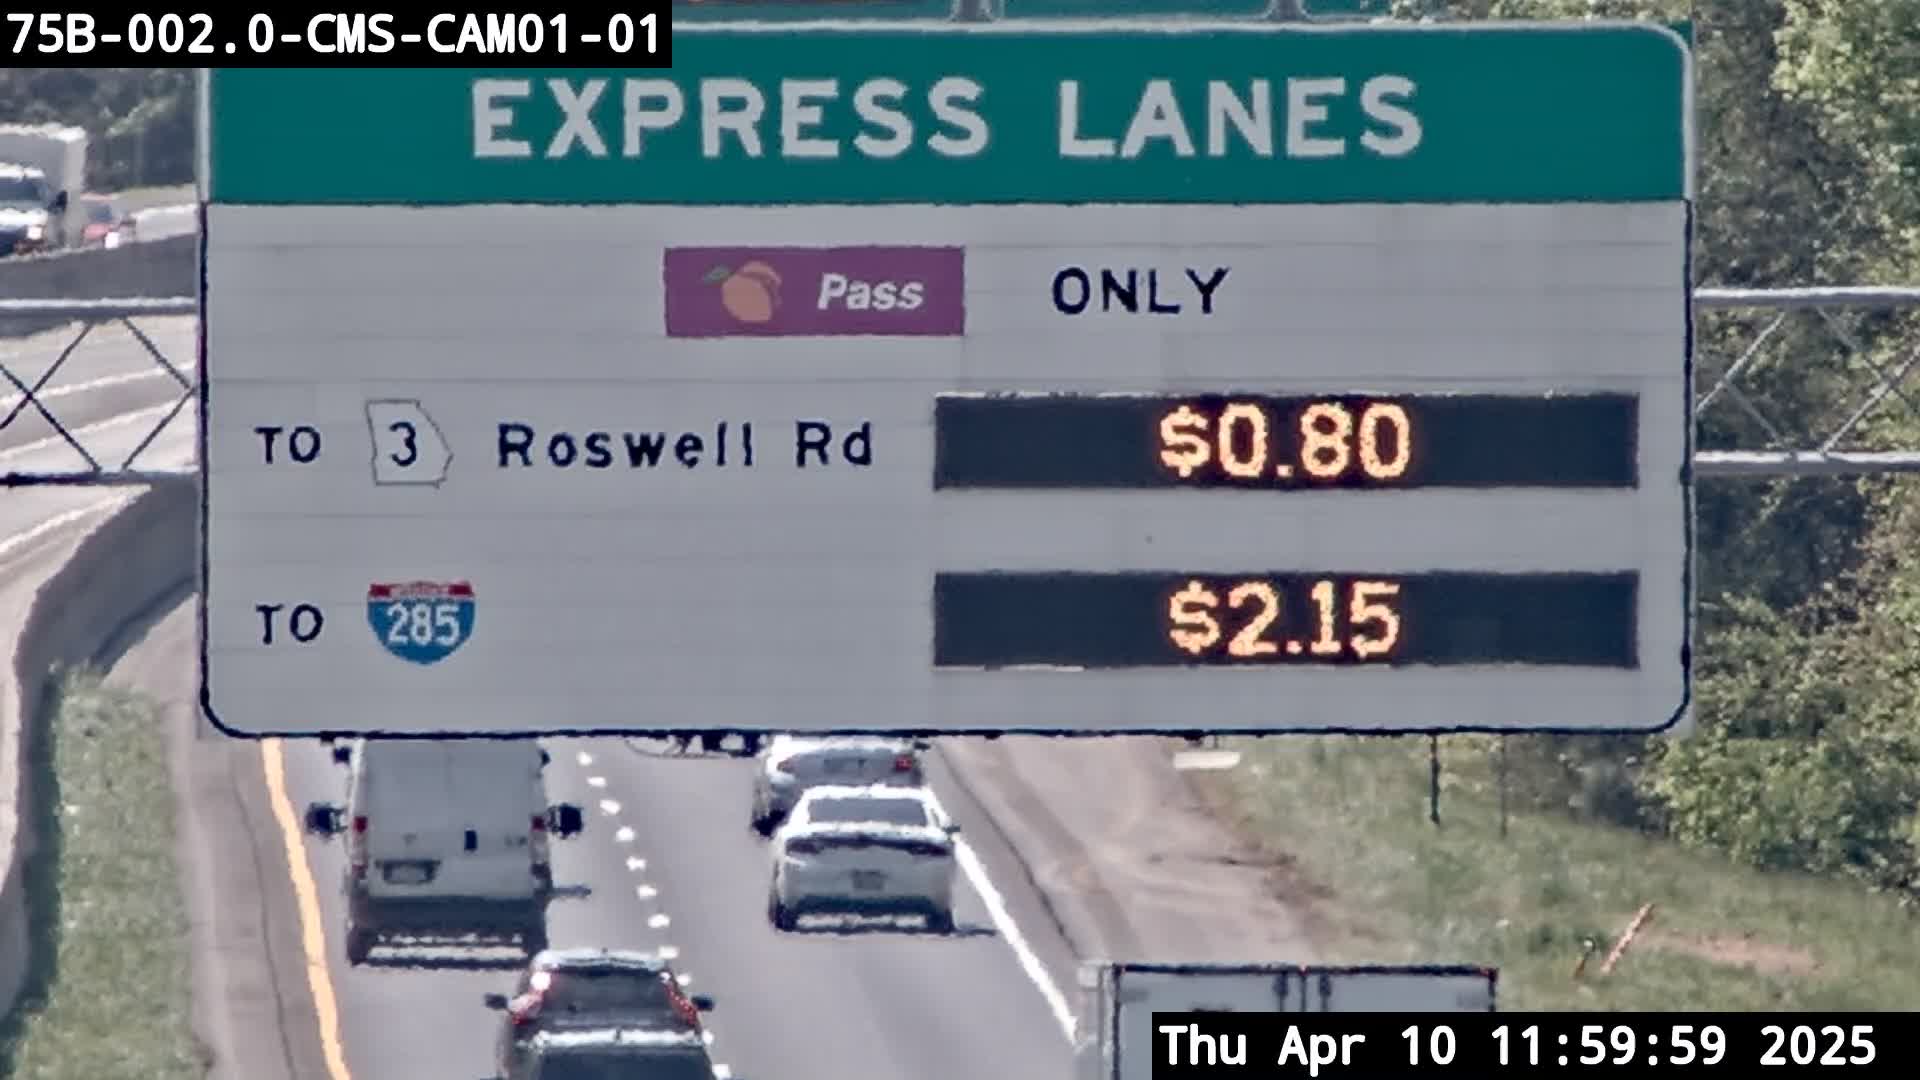 75B-002.0-CMS-CAM01-01
EXPRESS LANES
Pass ONLY
TO 3 Roswell Rd $0.80
TO 285 $2.15
Thu Apr 10 11:59:59 2025